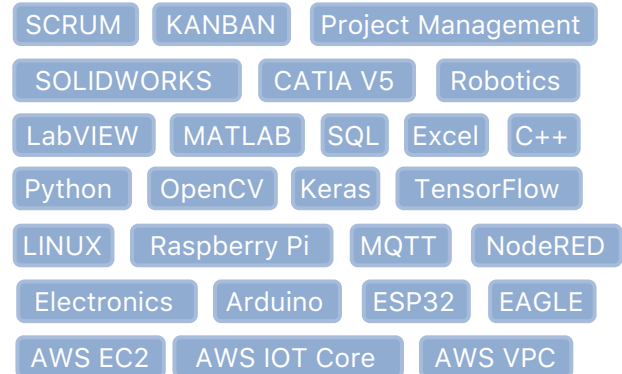 SCRUM KANBAN Project Management
SOLIDWORKS CATIA V5 Robotics
LabVIEW MATLAB SQL Excel C++
Python OpenCV Keras TensorFlow
LINUX Raspberry Pi MQTT NodeRED
Electronics Arduino ESP32 EAGLE
AWS EC2 AWS IOT Core AWS VPC